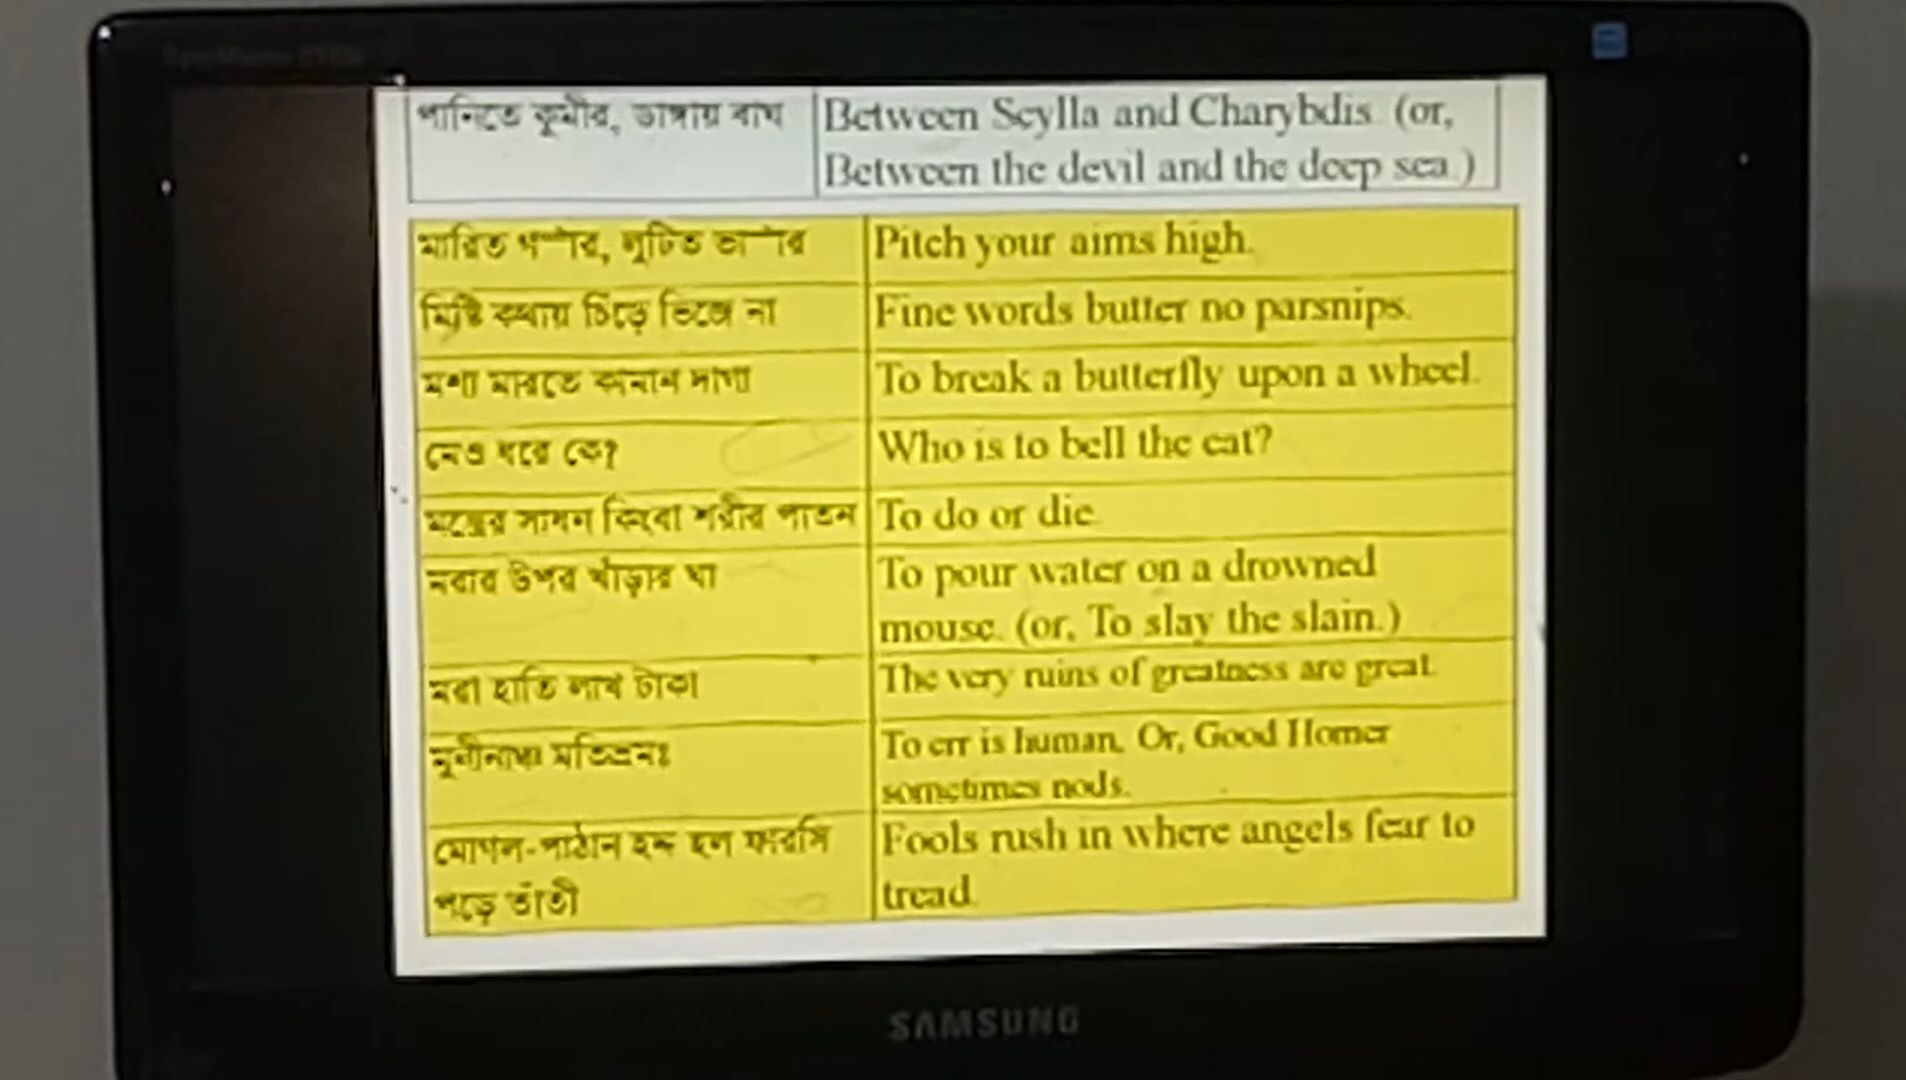 পানিতে কুমীর, ডাঙ্গায় বাঘ
Between Scylla and Charybdis. (or,
Between the devil and the deep sea.)
মারিত গ
লুটিত ভা
Pitch your aims high.
মিষ্টি কথায় চিঁড়ে ভিজে না
Fine words butter no parsnips.
মশা মারতে কামান দাগা
To break a butterfly upon a wheel.
মেও ধরে কে?
Who is to bell the cat?
মন্ত্রের সাধন কিংবা শরীর পাতন
To do or die.
মরার উপর খাঁড়ার ঘা
To pour water on a drowned
mouse. (or, To slay the slain.)
মরা হাতি লাখ টাকা
The very ruins of greatness are great.
To err is human. Or, Good Homer
sometimes nods.
মোগল-পাঠান হদ্দ হল ফারসি
পড়ে তাঁতী
Fools rush in where angels fear to
tread.
SAMSUNG